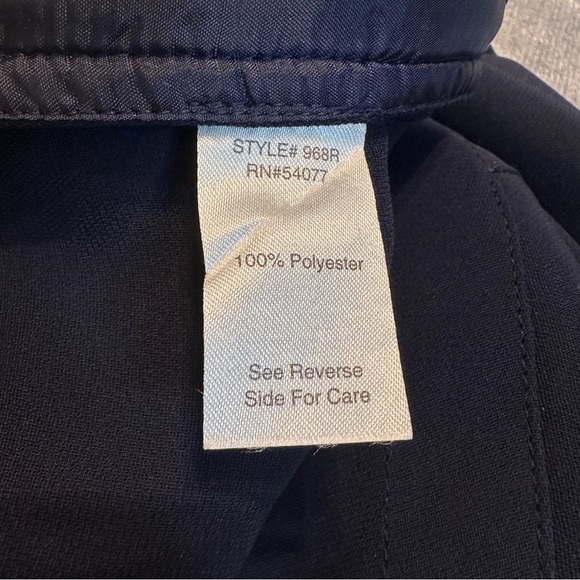 STYLE# 968R
RN#54077
100% Polyester
See Reverse
Side For Care